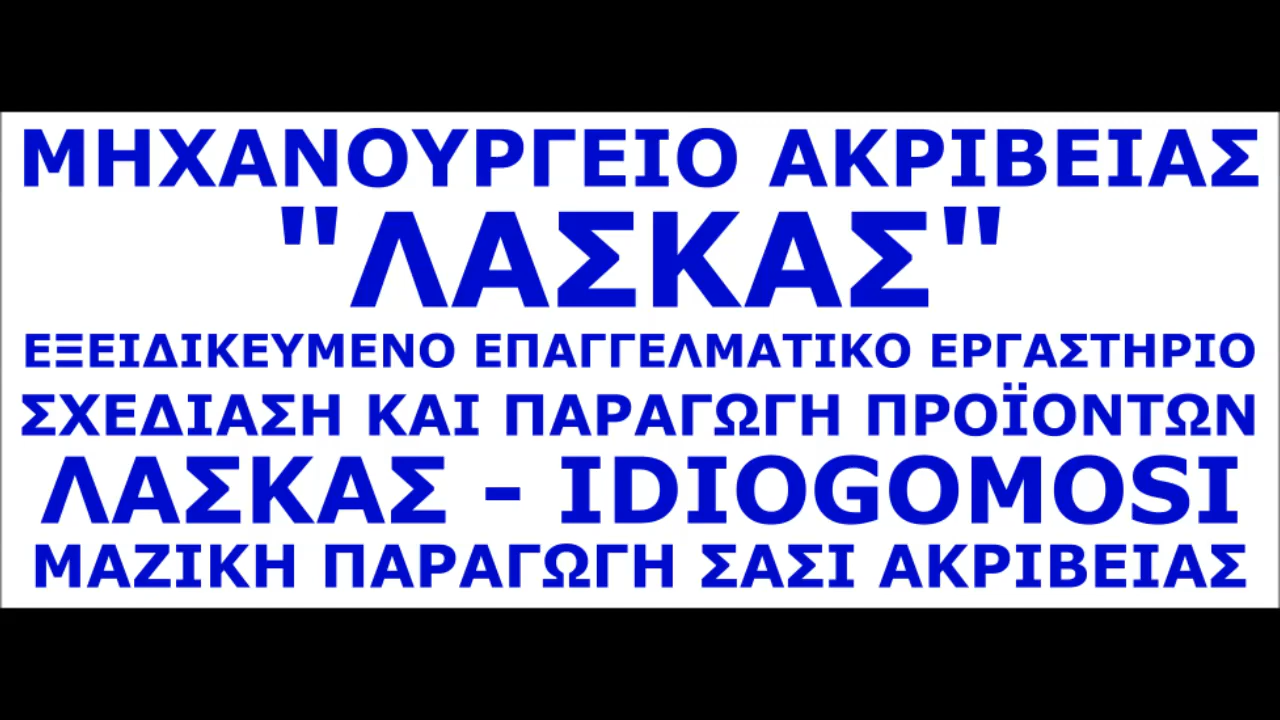 ΜΗΧΑΝΟΥΡΓΕΙΟ ΑΚΡΙΒΕΙΑΣ
"ΛΑΣΚΑΣ"
ΕΞΕΙΔΙΚΕΥΜΕΝΟ ΕΠΑΓΓΕΛΜΑΤΙΚΟ ΕΡΓΑΣΤΗΡΙΟ
ΣΧΕΔΙΑΣΗ ΚΑΙ ΠΑΡΑΓΩΓΗ ΠΡΟΪΟΝΤΩΝ
ΛΑΣΚΑΣ – IDIOGOMOSI
ΜΑΖΙΚΗ ΠΑΡΑΓΩΓΗ ΣΑΣΙ ΑΚΡΙΒΕΙΑΣ